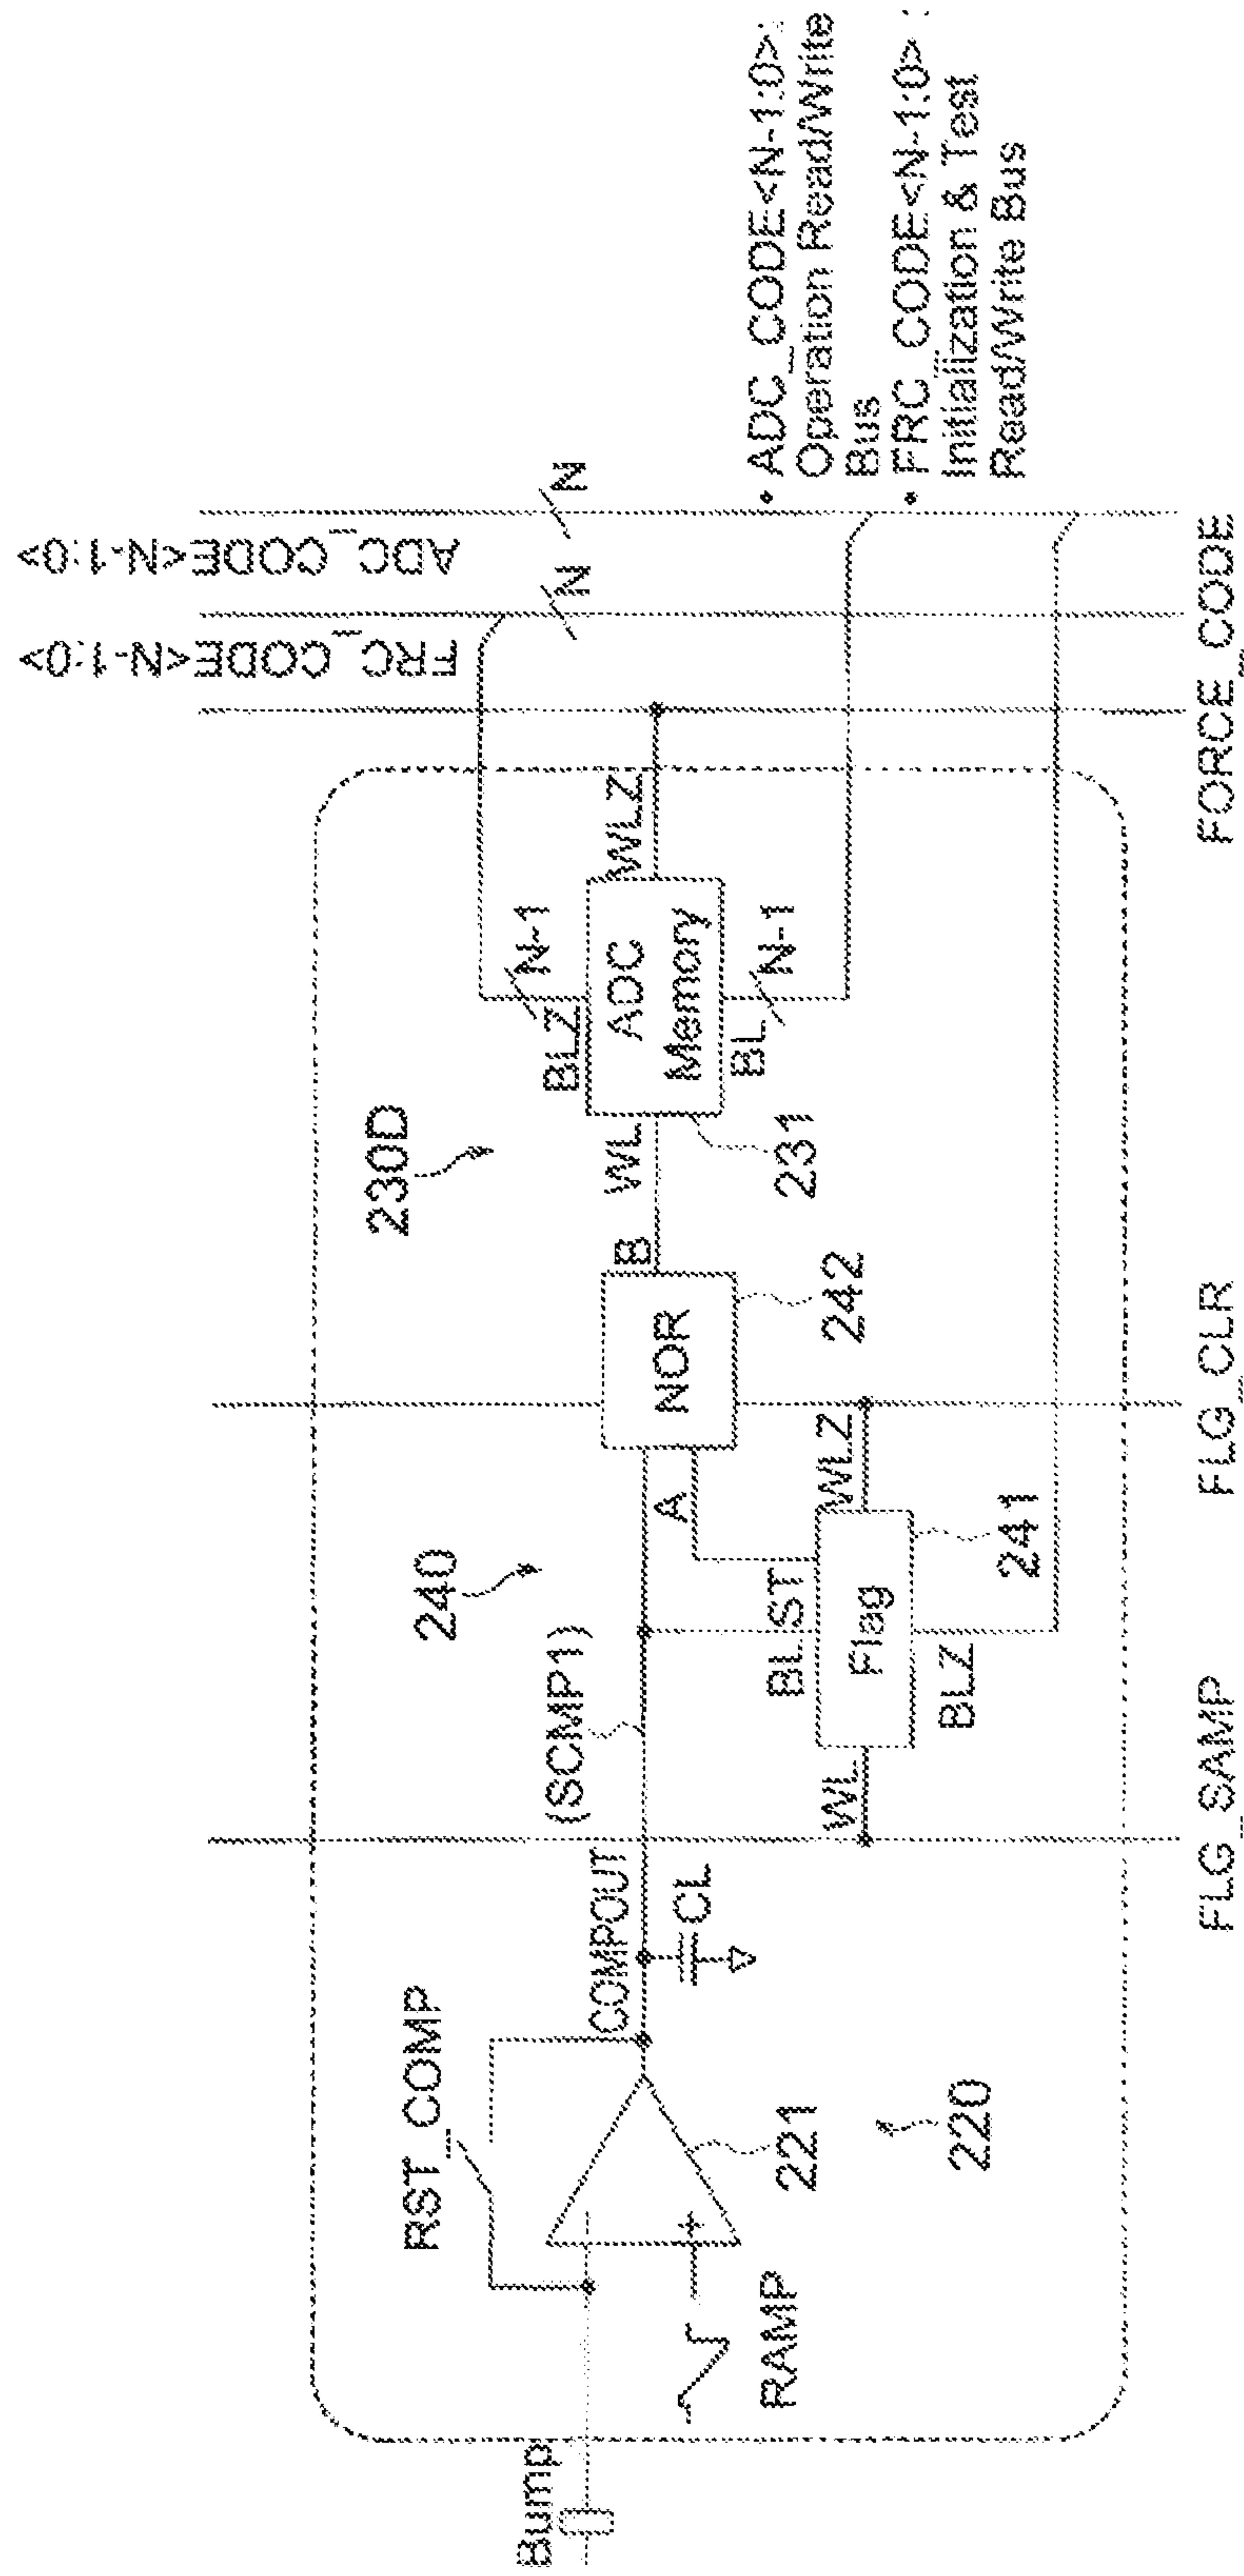 FRC_CODE<N-1:0>
ADC_CODE<N-1:0>
N
N
230D
240
RST_COMP
(SCMP1)
COMPOUT
CL
Bump
RAMP
221
220
BLZ
N-1
ADC
Memory
WL
WLZ
BL
N-1
231
B
NOR
242
A
BL
ST
Flag
WL
WLZ
BLZ
241
FLG_SAMP
FLG_CLR
FORCE_CODE
• ADC_CODE<N-1:0>:
Operation Read/Write
Bus
• FRC_CODE<N-1:0> :
Initialization & Test
Read/Write Bus